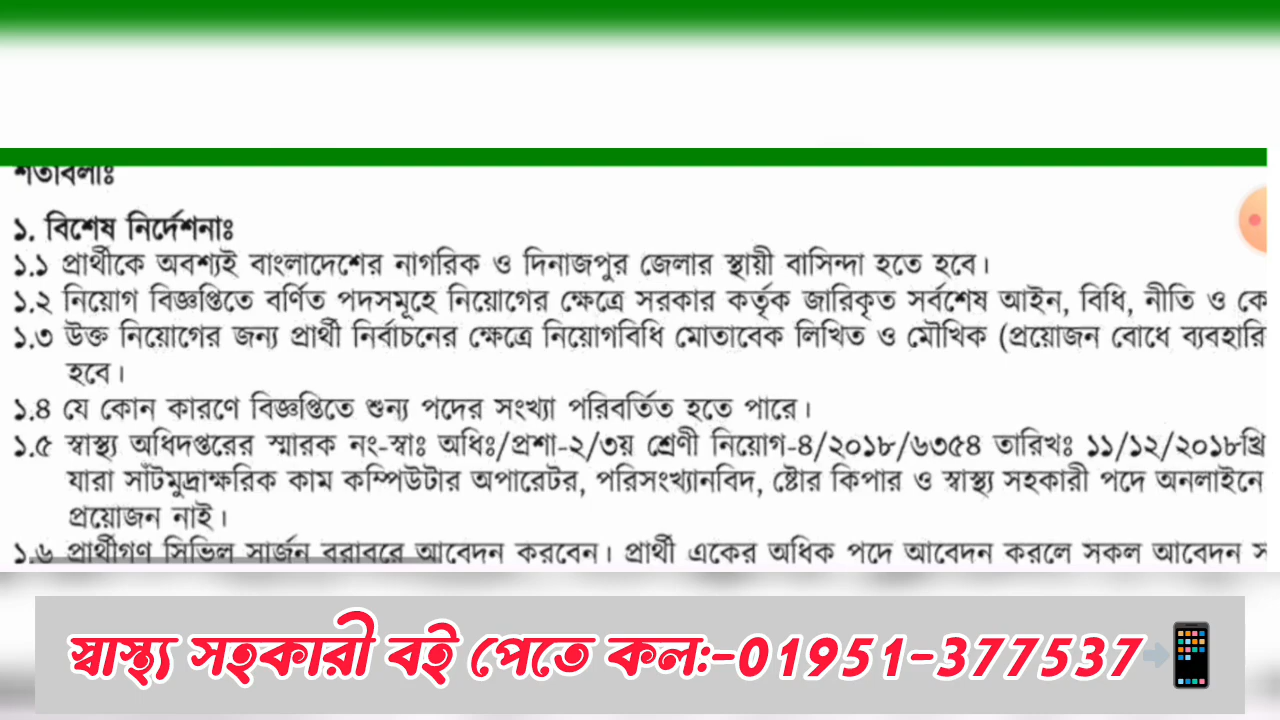 শর্তাবলীঃ
১. বিশেষ নির্দেশনাঃ
১.১ প্রার্থীকে অবশ্যই বাংলাদেশের নাগরিক ও দিনাজপুর জেলার স্থায়ী বাসিন্দা হতে হবে।
১.২ নিয়োগ বিজ্ঞপ্তিতে বর্ণিত পদসমূহে নিয়োগের ক্ষেত্রে সরকার কর্তৃক জারিকৃত সর্বশেষ আইন, বিধি, নীতি ও কো
১.৩ উক্ত নিয়োগের জন্য প্রার্থী নির্বাচনের ক্ষেত্রে নিয়োগবিধি মোতাবেক লিখিত ও মৌখিক (প্রয়োজন বোধে ব্যবহারি
হবে।
১.৪ যে কোন কারণে বিজ্ঞপ্তিতে শুন্য পদের সংখ্যা পরিবর্তিত হতে পারে।
১.৫ স্বাস্থ্য অধিদপ্তরের স্মারক নং-স্বাঃ অধিঃ/প্রশা-২/৩য় শ্রেণী নিয়োগ-৪/২০১৮/৬৩৫৪ তারিখঃ ১১/১২/২০১৮খ্রি
যারা সাঁটমুদ্রাক্ষরিক কাম কম্পিউটার অপারেটর, পরিসংখ্যানবিদ, ষ্টোর কিপার ও স্বাস্থ্য সহকারী পদে অনলাইনে
প্রয়োজন নাই।
১.৬ প্রার্থীগণ সিভিল সার্জন বরাবরে আবেদন করবেন। প্রার্থী একের অধিক পদে আবেদন করলে সকল আবেদন স
স্বাস্থ্য সহকারী বই পেতে কল:-01951-377537